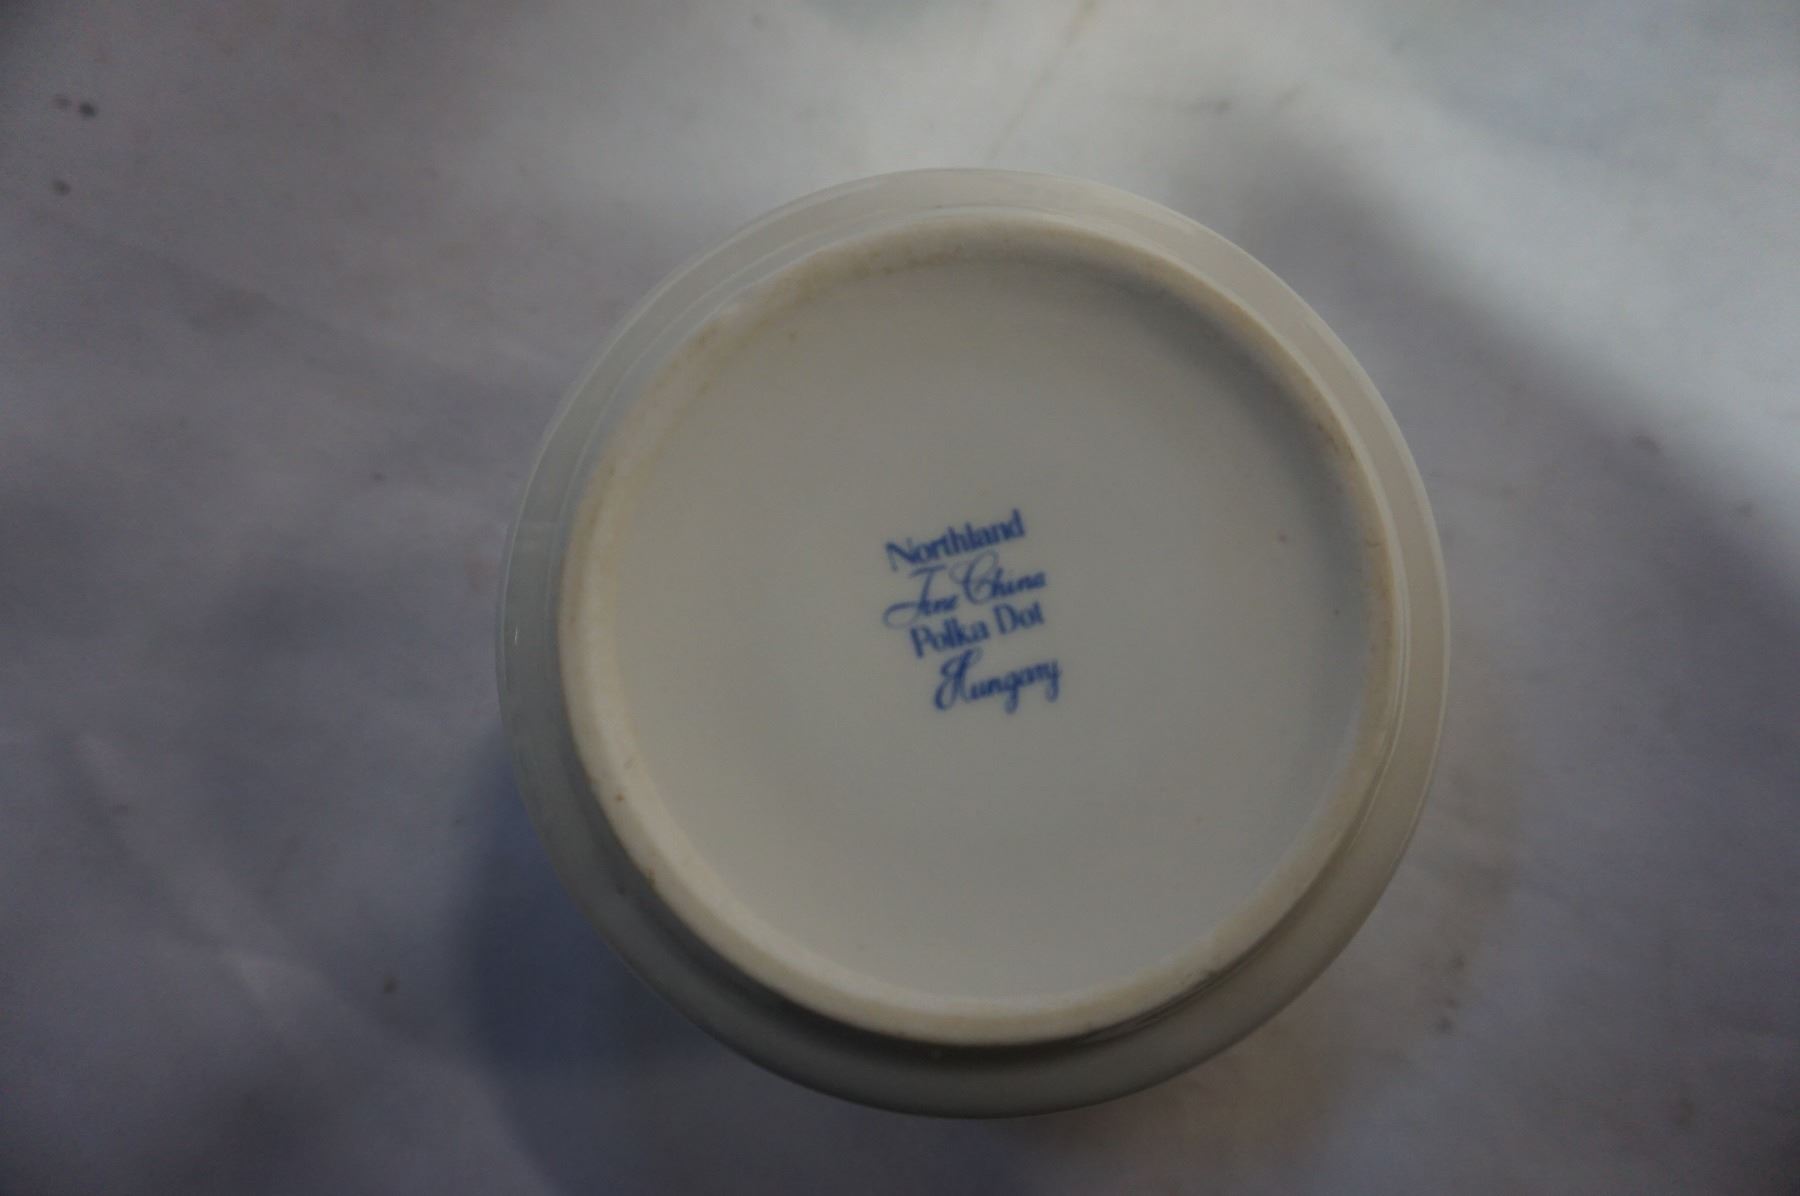 Northland
Fine China
Polka Dot
Hungary